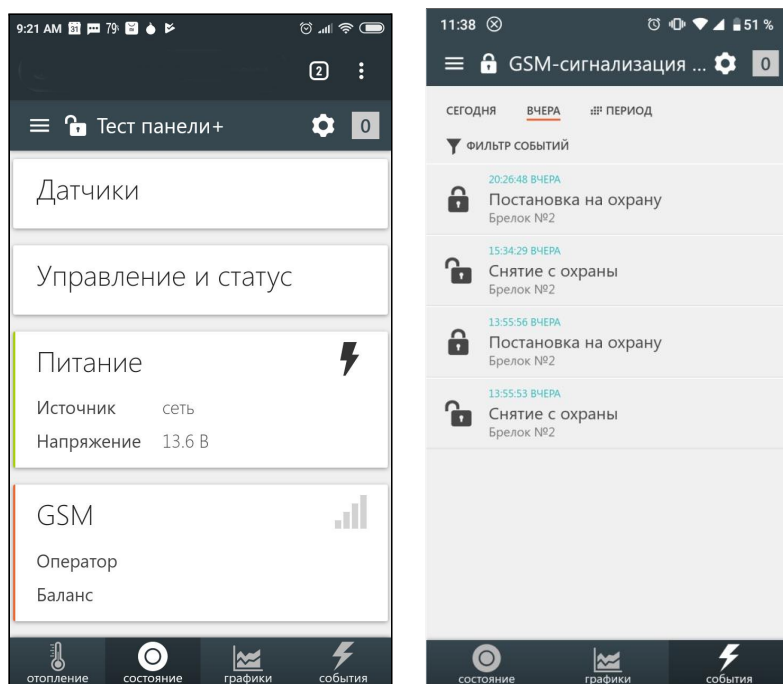 9:21 AM 31 79
2
Тест панели+ 0
Датчики
Управление и статус
Питание
Источник сеть
Напряжение 13.6 В
GSM
Оператор
Баланс
отопление состояние графики события
11:38 51 %
GSM-сигнализация ... 0
СЕГОДНЯ ВЧЕРА ПЕРИОД
ФИЛЬТР СОБЫТИЙ
20:26:48 ВЧЕРА
Постановка на охрану
Брелок №2
15:34:29 ВЧЕРА
Снятие с охраны
Брелок №2
13:55:56 ВЧЕРА
Постановка на охрану
Брелок №2
13:55:53 ВЧЕРА
Снятие с охраны
Брелок №2
состояние графики события